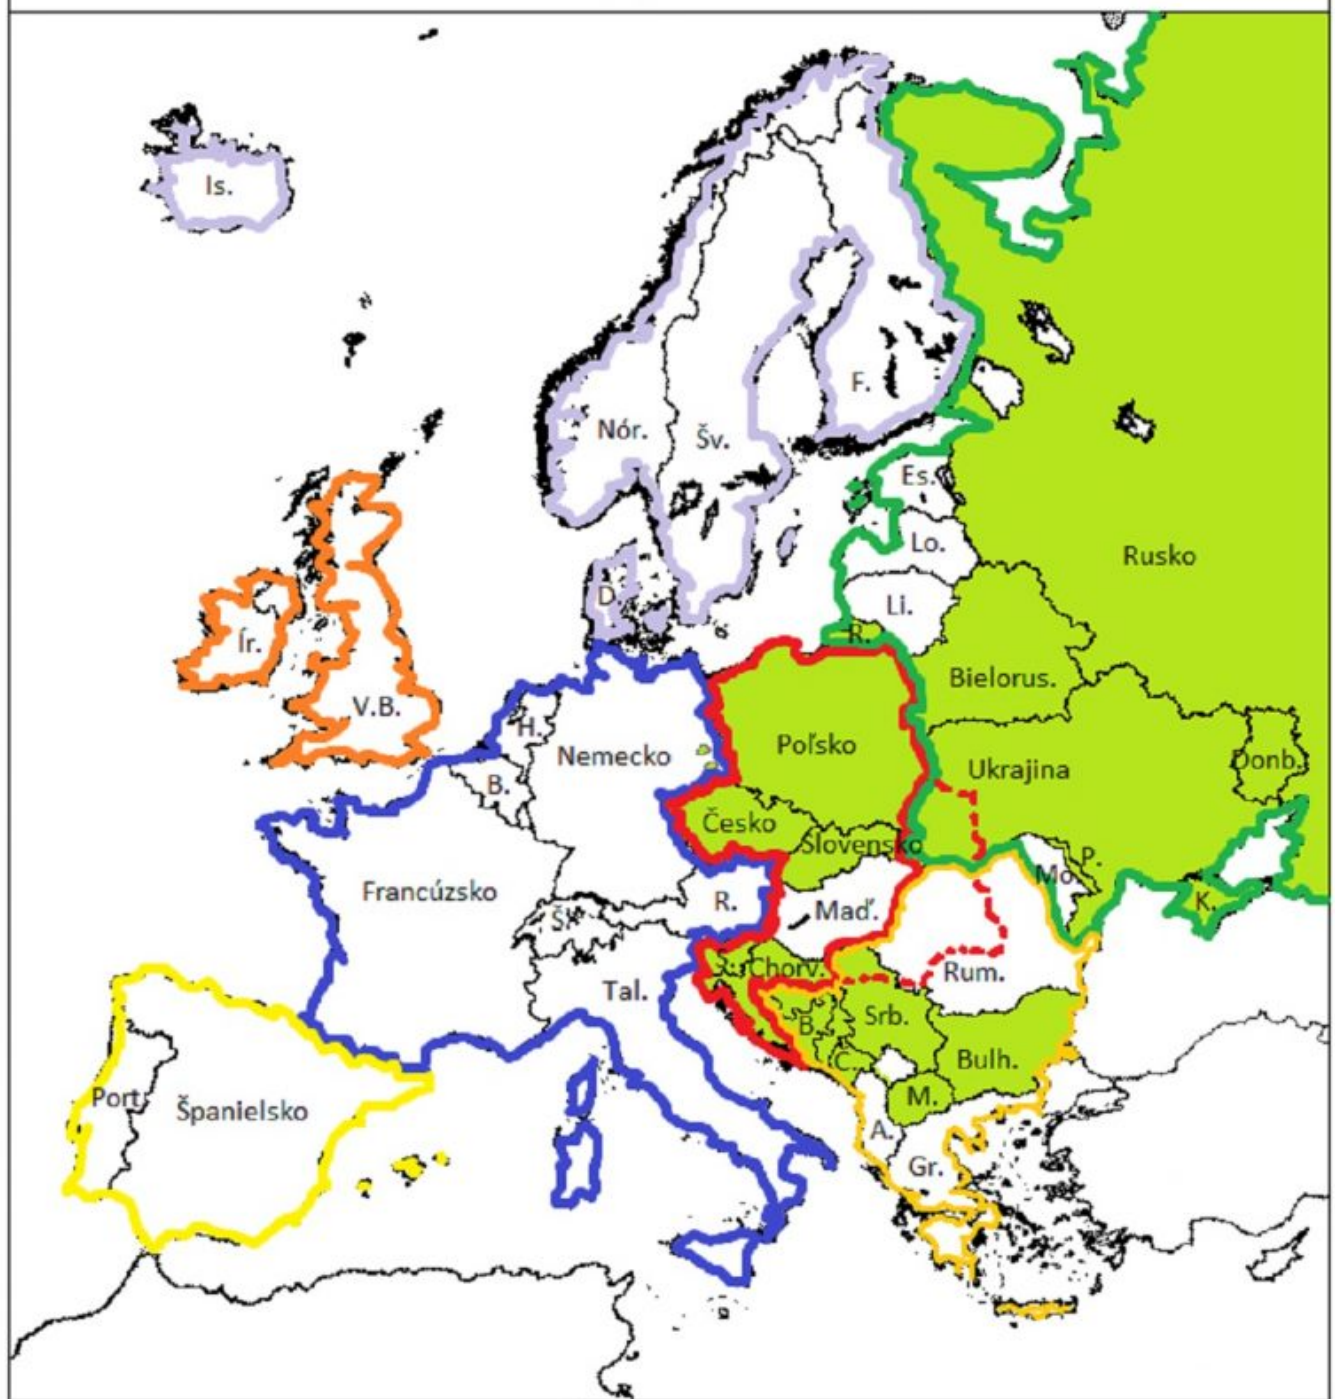 Is.
Nór.
Šv.
F.
Es.
Lo.
Li.
R.
Rusko
D.
Ír.
V.B.
H.
B.
Nemecko
Poľsko
Bielorus.
Ukrajina
Donb.
Česko
Slovensko
Francúzsko
Š.
R.
Maď.
Mo.
P.
K.
Tal.
S.
Chorv.
Rum.
B.
Srb.
Č.
Bulh.
M.
A.
Gr.
Port.
Španielsko